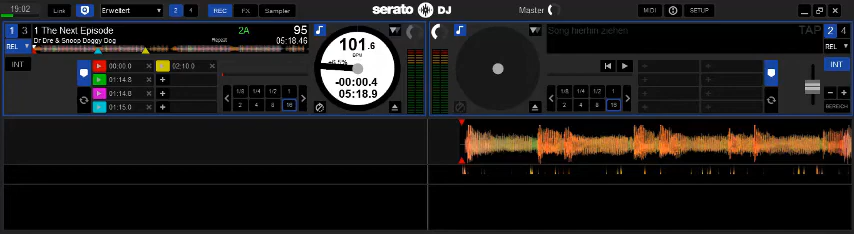 19:02 Link Erweitert 2 4 REC FX Sampler serato DJ Master MIDI SETUP
1 3 1 The Next Episode 2A 95
REL Dr Dre & Snoop Doggy Dog Repeat 05:18.46
INT
00:00.0 02:10.0
01:14.8
01:14.8
01:15.0
1/8 1/4 1/2 1
2 4 8 16
101.6
BPM
+6.5%
-00:00.4
05:18.9
Song hierhin ziehen TAP 2 4
REL
INT
1/8 1/4 1/2 1
2 4 8 16
BEREICH